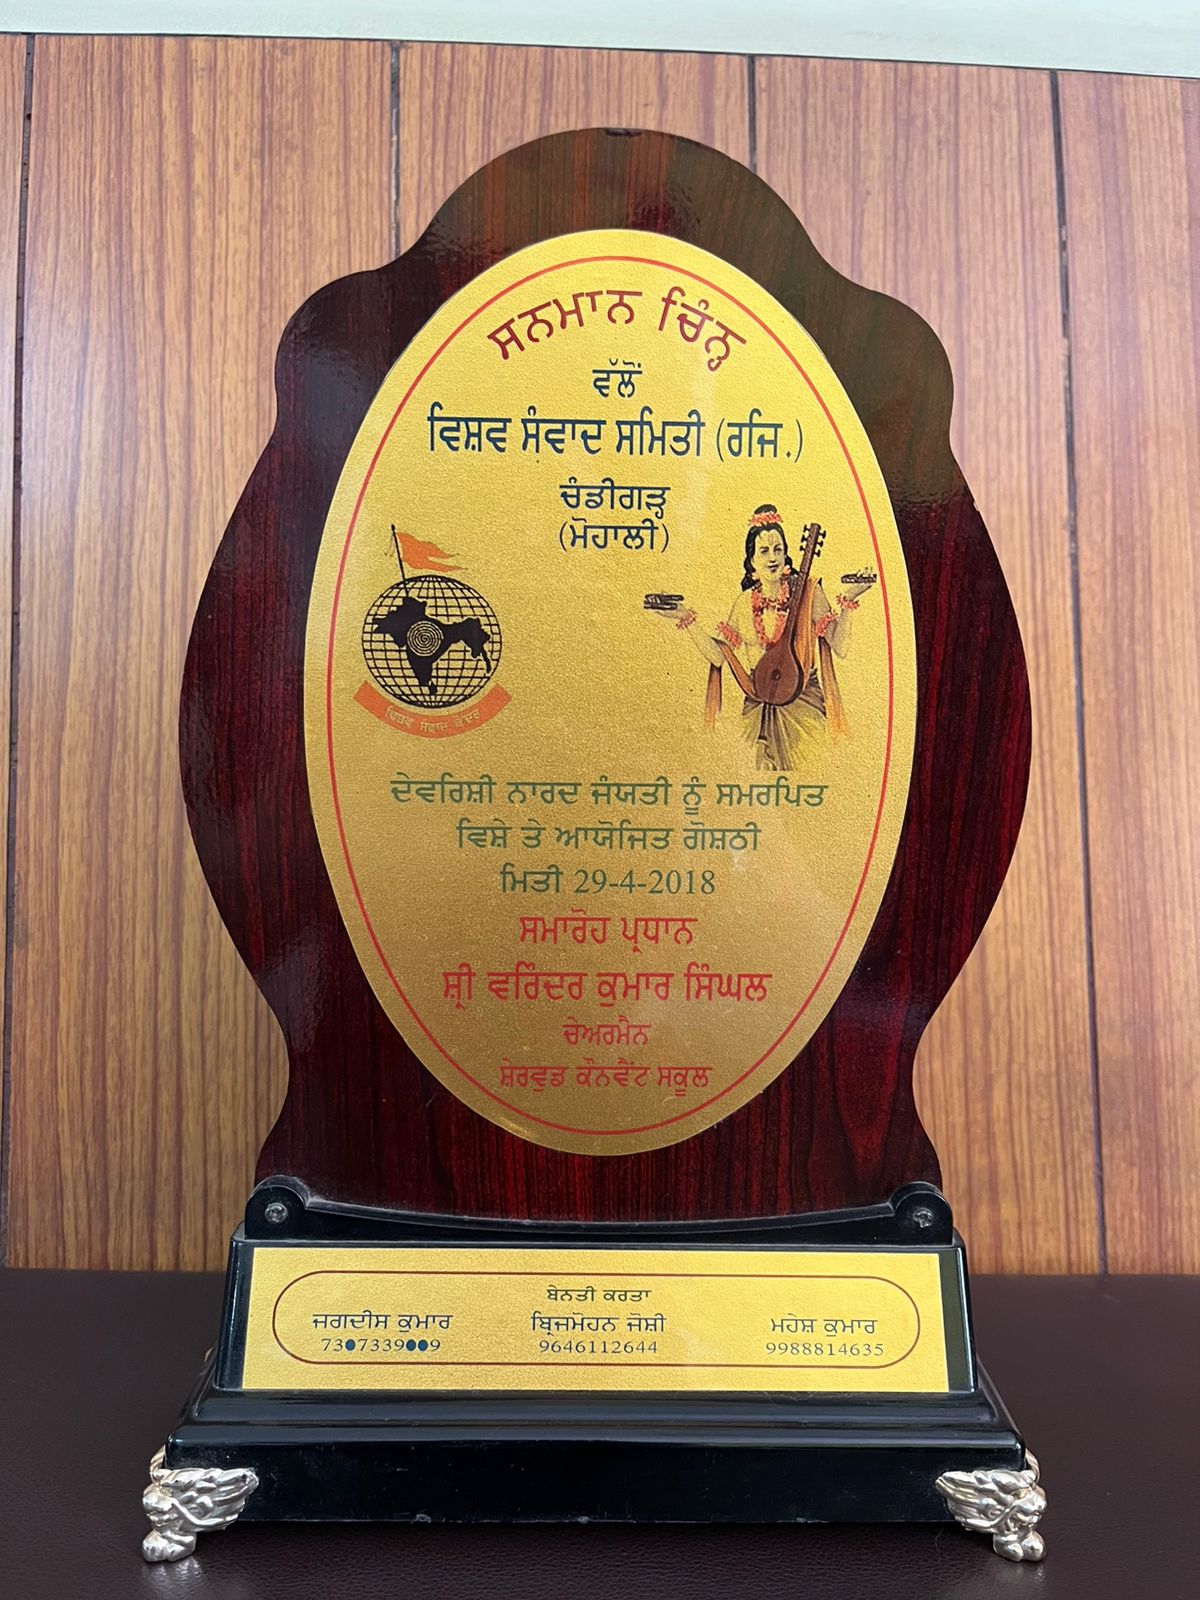 ਸਨਮਾਨ ਚਿੰਨ੍ਹ
ਵੱਲੋਂ
ਵਿਸ਼ਵ ਸੰਵਾਦ ਸਮਿਤੀ (ਰਜਿ.)
ਚੰਡੀਗੜ੍ਹ
(ਮੋਹਾਲੀ)
ਵਿਸ਼ਵ ਸੰਵਾਦ ਕੇਂਦਰ
ਦੇਵਰਿਸ਼ੀ ਨਾਰਦ ਜੰਯਤੀ ਨੂੰ ਸਮਰਪਿਤ
ਵਿਸ਼ੇ ਤੇ ਆਯੋਜਿਤ ਗੋਸ਼ਠੀ
ਮਿਤੀ 29-4-2018
ਸਮਾਰੋਹ ਪ੍ਰਧਾਨ
ਸ਼੍ਰੀ ਵਰਿੰਦਰ ਕੁਮਾਰ ਸਿੰਘਲ
ਚੇਅਰਮੈਨ
ਸ਼ੇਰਵੁਡ ਕੌਨਵੈਂਟ ਸਕੂਲ
ਬੇਨਤੀ ਕਰਤਾ
ਜਗਦੀਸ ਕੁਮਾਰ ਬ੍ਰਿਜਮੋਹਨ ਜੋਸ਼ੀ ਮਹੇਸ਼ ਕੁਮਾਰ
9646112644 9988814635